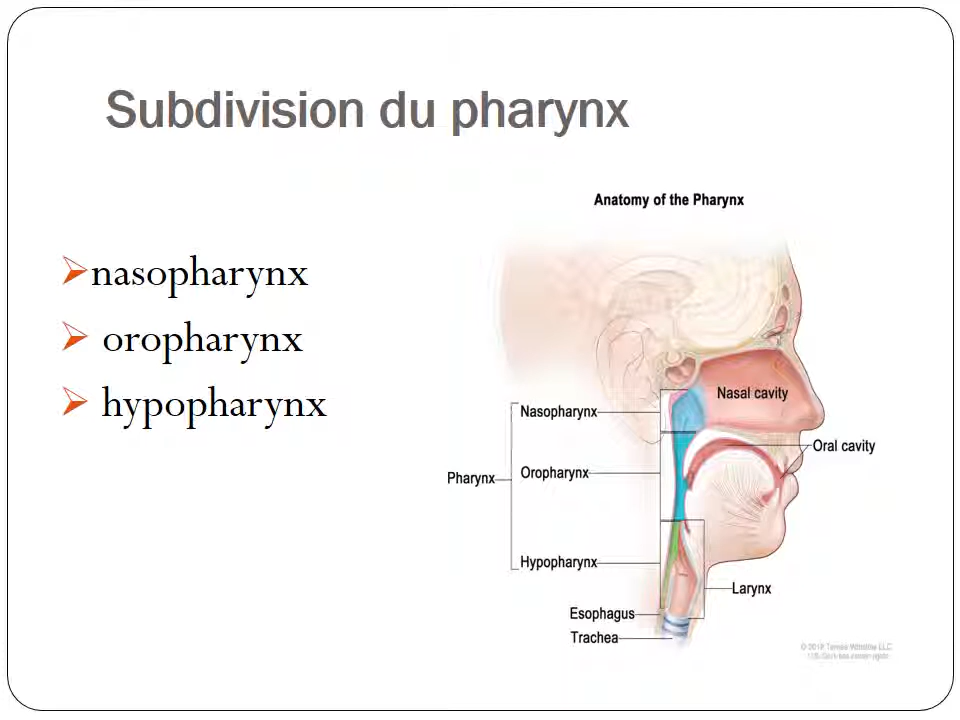 Subdivision du pharynx
nasopharynx
oropharynx
hypopharynx
Anatomy of the Pharynx
Nasal cavity
Nasopharynx
Oral cavity
Pharynx
Oropharynx
Hypopharynx
Larynx
Esophagus
Trachea